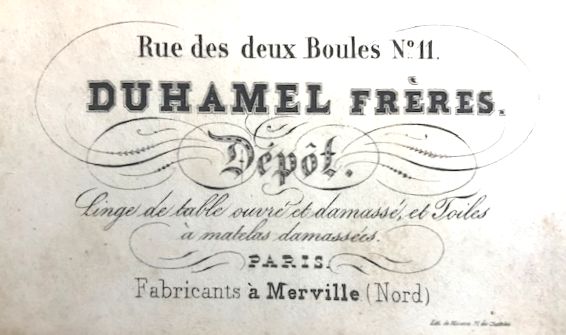 Rue des deux Boules N.º 11.
DUHAMEL FRÈRES.
Dépôt.
Linge de table ouvré et damassé, et Toiles
à matelas damassées.
PARIS.
Fabricants à Merville (Nord)